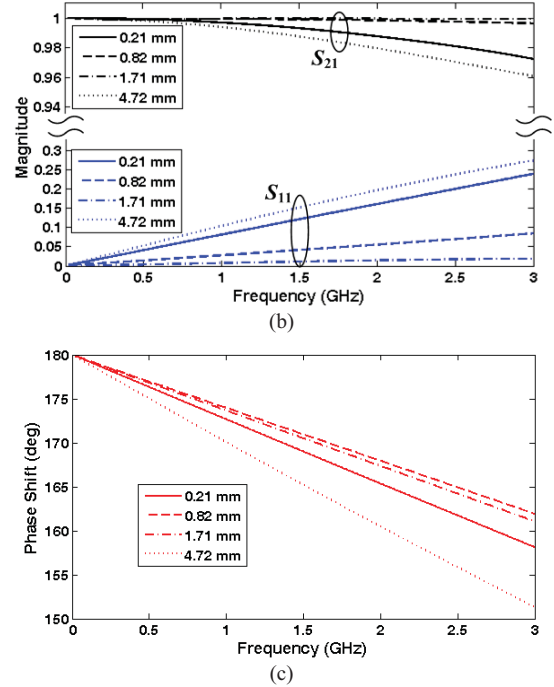 (b)
1
0.98
0.96
0.94
0.3
0.25
0.2
0.15
0.1
0.05
0
Magnitude
0.21 mm
0.82 mm
1.71 mm
4.72 mm
S21
0.21 mm
0.82 mm
1.71 mm
4.72 mm
S11
0 0.5 1 1.5 2 2.5 3
Frequency (GHz)
(b)
180
175
170
165
160
155
150
Phase Shift (deg)
0.21 mm
0.82 mm
1.71 mm
4.72 mm
0 0.5 1 1.5 2 2.5 3
Frequency (GHz)
(c)